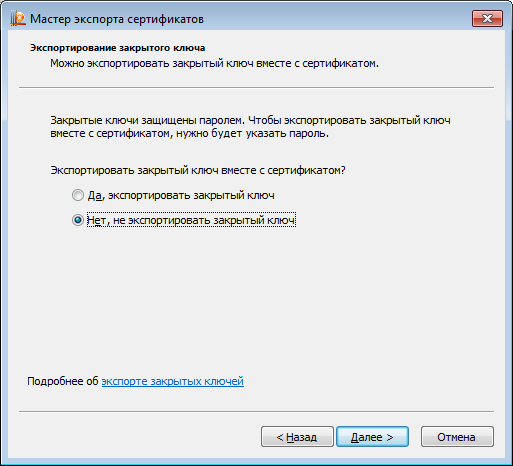 Мастер экспорта сертификатов
Экспортирование закрытого ключа
Можно экспортировать закрытый ключ вместе с сертификатом.
Закрытые ключи защищены паролем. Чтобы экспортировать закрытый ключ
вместе с сертификатом, нужно будет указать пароль.
Экспортировать закрытый ключ вместе с сертификатом?
Да, экспортировать закрытый ключ
Нет, не экспортировать закрытый ключ
Подробнее об экспорте закрытых ключей
< Назад
Далее >
Отмена